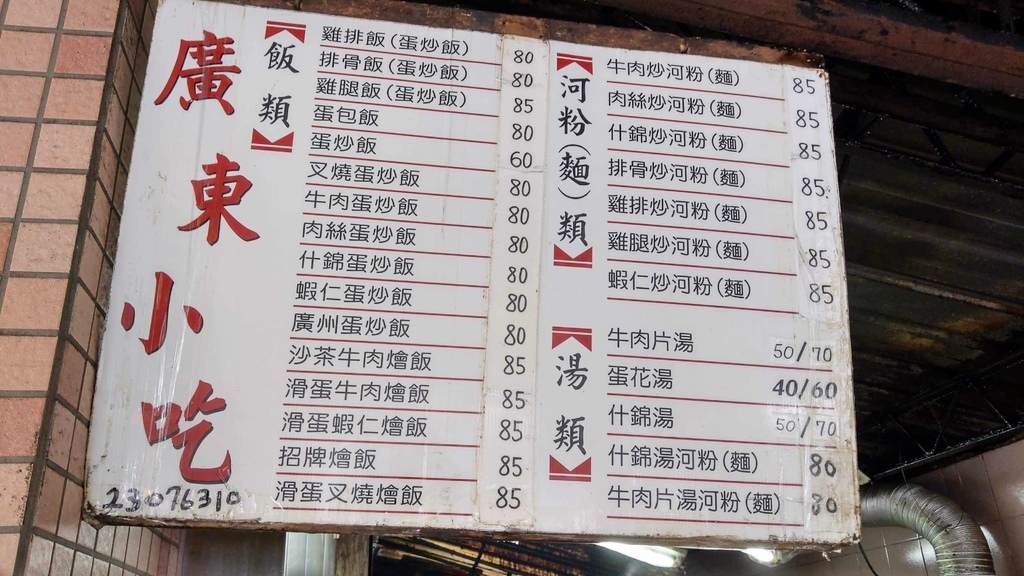 廣東小吃
23076310
飯類
雞排飯(蛋炒飯) 80
排骨飯(蛋炒飯) 80
雞腿飯(蛋炒飯) 85
蛋包飯 80
蛋炒飯 60
叉燒蛋炒飯 80
牛肉蛋炒飯 80
肉絲蛋炒飯 80
什錦蛋炒飯 80
蝦仁蛋炒飯 80
廣州蛋炒飯 80
沙茶牛肉燴飯 85
滑蛋牛肉燴飯 85
滑蛋蝦仁燴飯 85
招牌燴飯 85
滑蛋叉燒燴飯 85
河粉(麵)類
牛肉炒河粉(麵) 85
肉絲炒河粉(麵) 85
什錦炒河粉(麵) 85
排骨炒河粉(麵) 85
雞排炒河粉(麵) 85
雞腿炒河粉(麵) 85
蝦仁炒河粉(麵) 85
湯類
牛肉片湯 50/70
蛋花湯 40/60
什錦湯 50/70
什錦湯河粉(麵) 80
牛肉片湯河粉(麵) 80